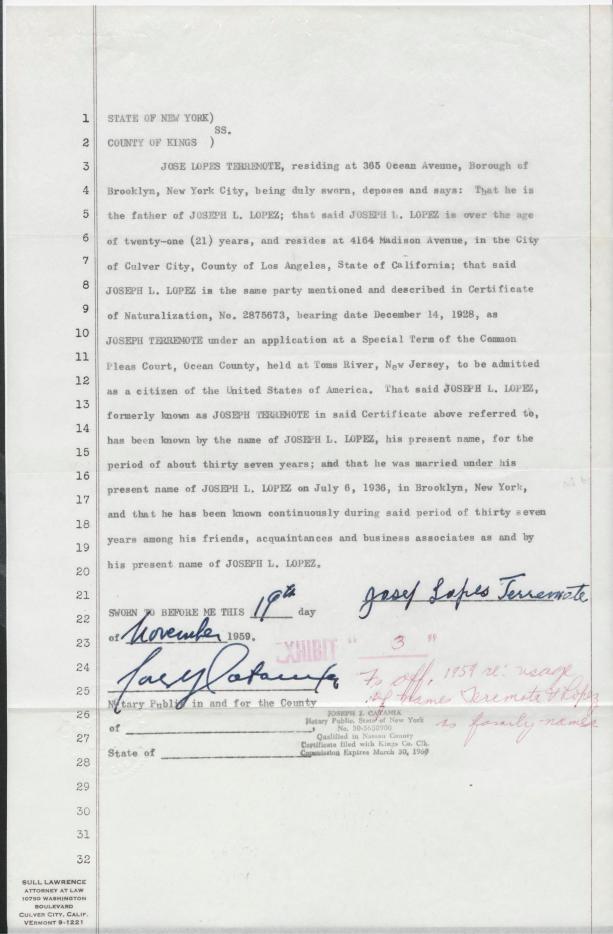 1 STATE OF NEW YORK)
SS.
2 COUNTY OF KINGS )
3 JOSE LOPES TERREMOTE, residing at 365 Ocean Avenue, Borough of
4 Brooklyn, New York City, being duly sworn, deposes and says: That he is
5 the father of JOSEPH L. LOPEZ; that said JOSEPH L. LOPEZ is over the age
6 of twenty-one (21) years, and resides at 4164 Madison Avenue, in the City
7 of Culver City, County of Los Angeles, State of California; that said
8 JOSEPH L. LOPEZ is the same party mentioned and described in Certificate
9 of Naturalization, No. 2875673, bearing date December 14, 1928, as
10 JOSEPH TERREMOTE under an application at a Special Term of the Common
11 Pleas Court, Ocean County, held at Toms River, New Jersey, to be admitted
12 as a citizen of the United States of America. That said JOSEPH L. LOPEZ,
13 formerly known as JOSEPH TERREMOTE in said Certificate above referred to,
14 has been known by the name of JOSEPH L. LOPEZ, his present name, for the
15 period of about thirty seven years; and that he was married under his
16 present name of JOSEPH L. LOPEZ on July 6, 1936, in Brooklyn, New York,
17 and that he has been known continuously during said period of thirty seven
18 years among his friends, acquaintances and business associates as and by
19 his present name of JOSEPH L. LOPEZ.
20
21 Josef Lopes Terremote
SWORN TO BEFORE ME THIS 19th day
22
of November 1959.
23 EXHIBIT " 3 "
24 To aff. 1959 re: usage
25 of names Teremote & Lopez
Notary Public in and for the County
as family names
26 JOSEPH J. CATANIA
Notary Public, State of New York
of ,
27 Qualified in Nassau County
Certificate filed with Kings Co. Clk.
State of
Commission Expires March 30, 1960
28
29
30
31
32
SULL LAWRENCE
ATTORNEY AT LAW
10790 WASHINGTON
BOULEVARD
CULVER CITY, CALIF.
VERMONT 9-1221